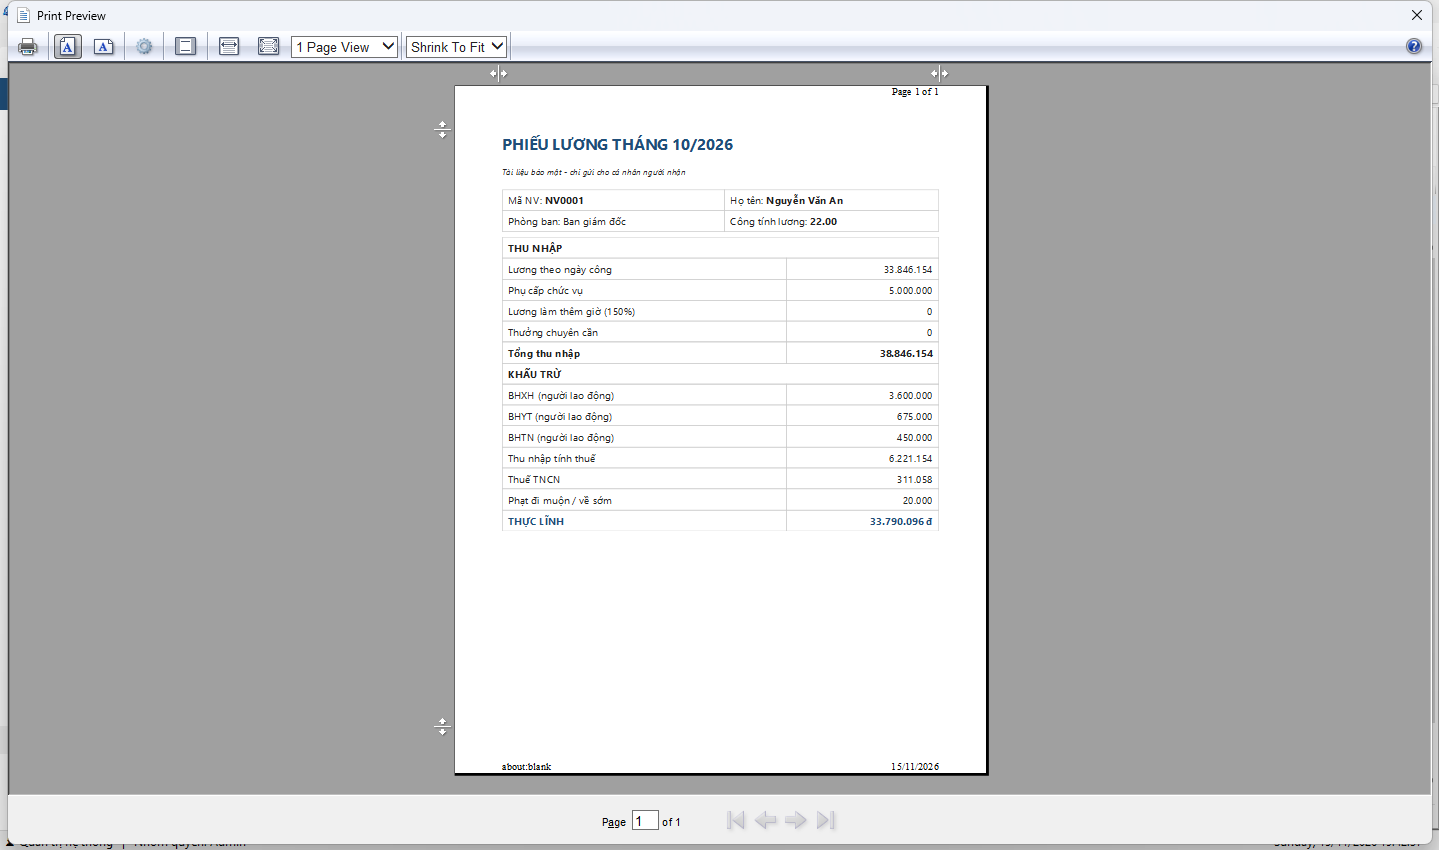 Print Preview
1 Page View
Shrink To Fit
Page 1 of 1
PHIẾU LƯƠNG THÁNG 10/2026
Tài liệu bảo mật - chỉ gửi cho cá nhân người nhận
Mã NV: NV0001
Họ tên: Nguyễn Văn An
Phòng ban: Ban giám đốc
Công tính lương: 22.00
THU NHẬP
Lương theo ngày công 33.846.154
Phụ cấp chức vụ 5.000.000
Lương làm thêm giờ (150%) 0
Thưởng chuyên cần 0
Tổng thu nhập 38.846.154
KHẤU TRỪ
BHXH (người lao động) 3.600.000
BHYT (người lao động) 675.000
BHTN (người lao động) 450.000
Thu nhập tính thuế 6.221.154
Thuế TNCN 311.058
Phạt đi muộn / về sớm 20.000
THỰC LĨNH 33.790.096 đ
about:blank 15/11/2026
Page 1 of 1